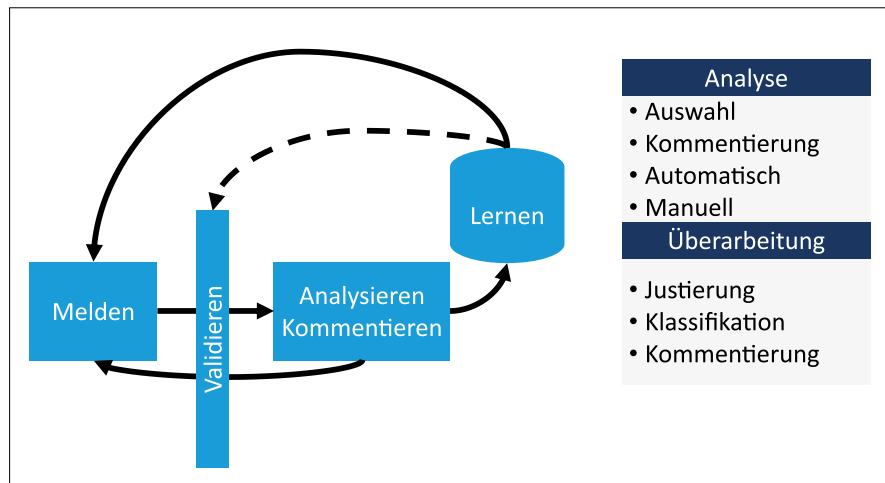 Melden
Validieren
Analysieren
Kommentieren
Lernen
Analyse
• Auswahl
• Kommentierung
• Automatisch
• Manuell
Überarbeitung
• Justierung
• Klassifikation
• Kommentierung